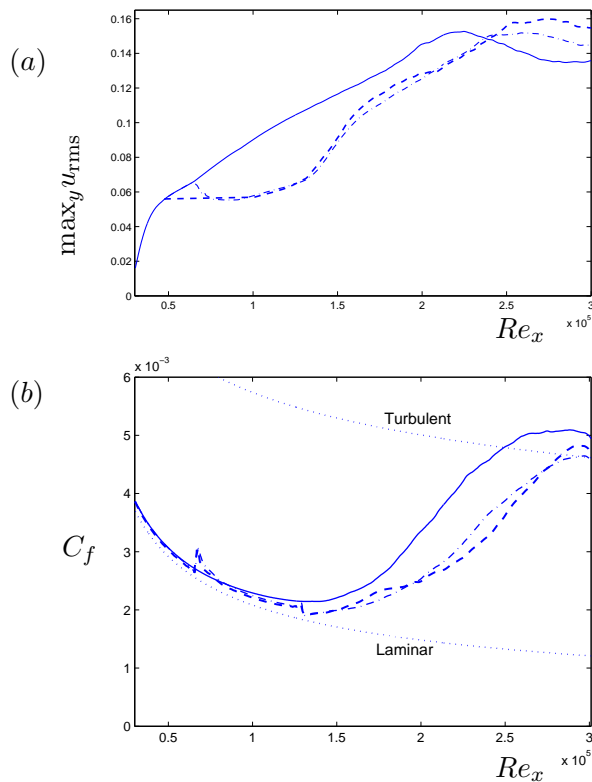 (a)
max_y u_rms
0.16
0.14
0.12
0.1
0.08
0.06
0.04
0.02
0
0.5
1
1.5
2
2.5
3
Re_x
x 10^5
(b)
x 10^−3
C_f
6
5
4
3
2
1
0
Turbulent
Laminar
0.5
1
1.5
2
2.5
3
Re_x
x 10^5